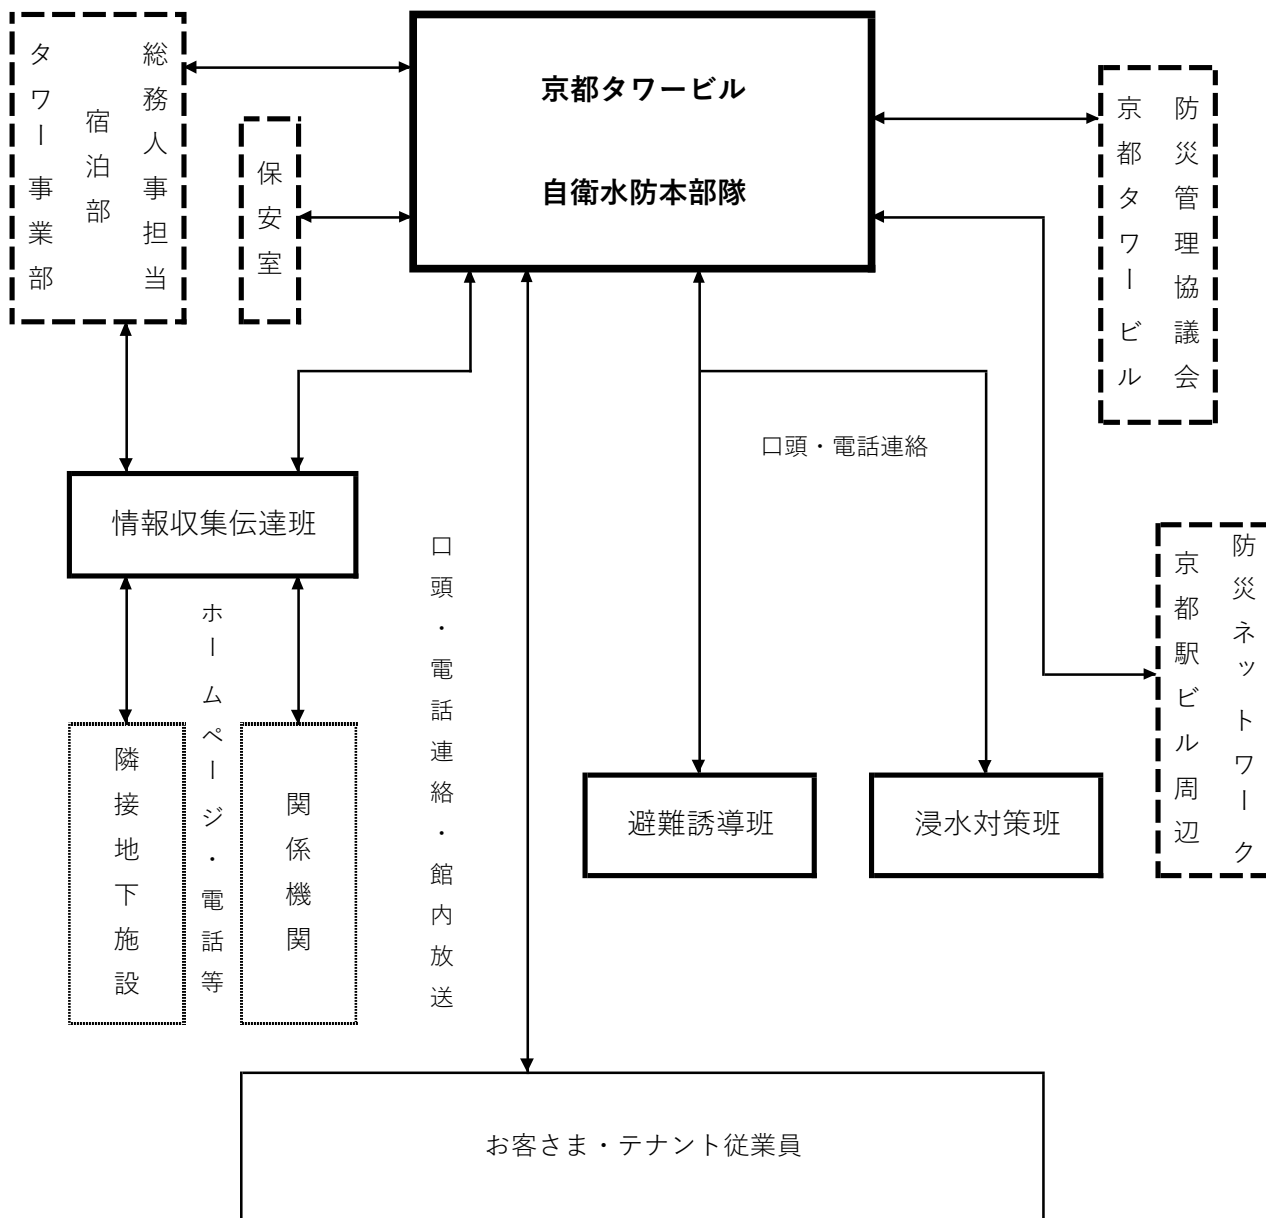 京都タワービル
自衛水防本部隊
総務人事担当
宿泊部
タワー事業部
保安室
防災管理協議会
京都タワービル
口頭・電話連絡
情報収集伝達班
口頭・電話連絡・館内放送
防災ネットワーク
京都駅ビル周辺
ホームページ・電話等
関係機関
隣接地下施設
避難誘導班
浸水対策班
お客さま・テナント従業員